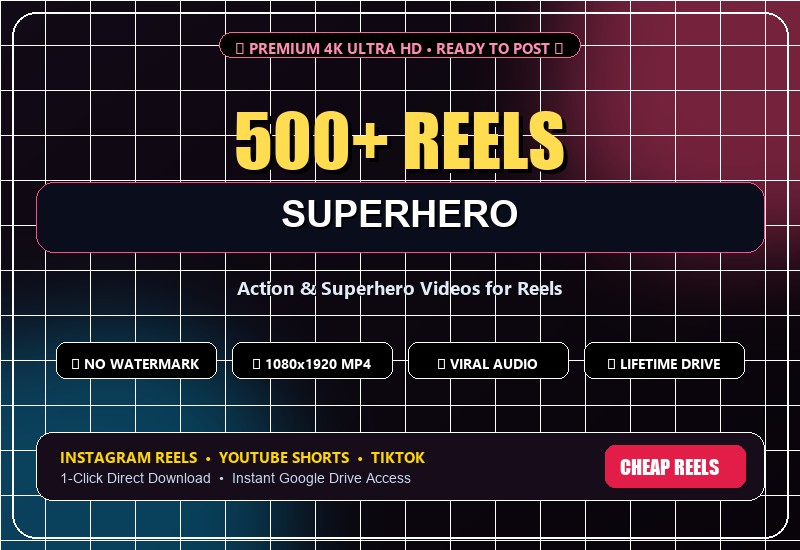 PREMIUM 4K ULTRA HD • READY TO POST
500+ REELS
SUPERHERO
Action & Superhero Videos for Reels
NO WATERMARK
1080x1920 MP4
VIRAL AUDIO
LIFETIME DRIVE
INSTAGRAM REELS • YOUTUBE SHORTS • TIKTOK
1-Click Direct Download • Instant Google Drive Access
CHEAP REELS